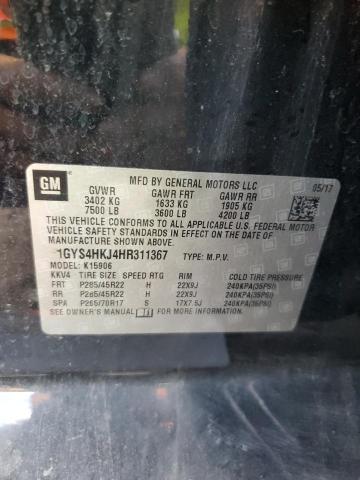 GM
MFD BY GENERAL MOTORS LLC 05/17
GVWR GAWR FRT GAWR RR
3402 KG 1633 KG 1905 KG
7500 LB 3600 LB 4200 LB
THIS VEHICLE CONFORMS TO ALL APPLICABLE U.S. FEDERAL MOTOR
VEHICLE SAFETY STANDARDS IN EFFECT ON THE DATE OF
MANUFACTURE SHOWN ABOVE.
1GYS4HKJ4HR311367 TYPE: M.P.V.
MODEL: K15906
KKV4 TIRE SIZE SPEED RTG RIM COLD TIRE PRESSURE
FRT P285/45R22 H 22X9J 240KPA(35PSI)
RR P285/45R22 H 22X9J 240KPA(35PSI)
SPA P265/70R17 S 17X7.5J 240KPA(35PSI)
SEE OWNER'S MANUAL FOR MORE INFORMATION.